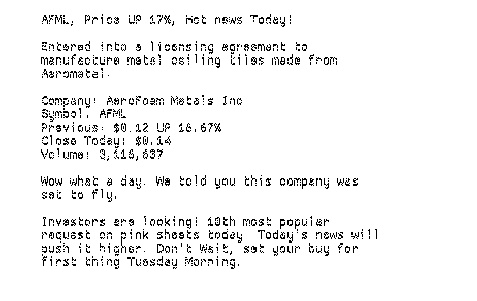 AFML, Price UP 17%, Hot news Today!
Entered into a licensing agreement to
manufacture metal ceiling tiles made from
Aerometal.
Company: AeroFoam Metals Inc
Symbol. AFML
Previous: $0.12 UP 16.67%
Close Today: $0.14
Volume: 3,116,637
Wow what a day. We told you this company was
set to fly.
Investors are looking! 10th most popular
request on pink sheets today Today's news will
push it higher. Don't Wait, set your buy for
first thing Tuesday Morning.